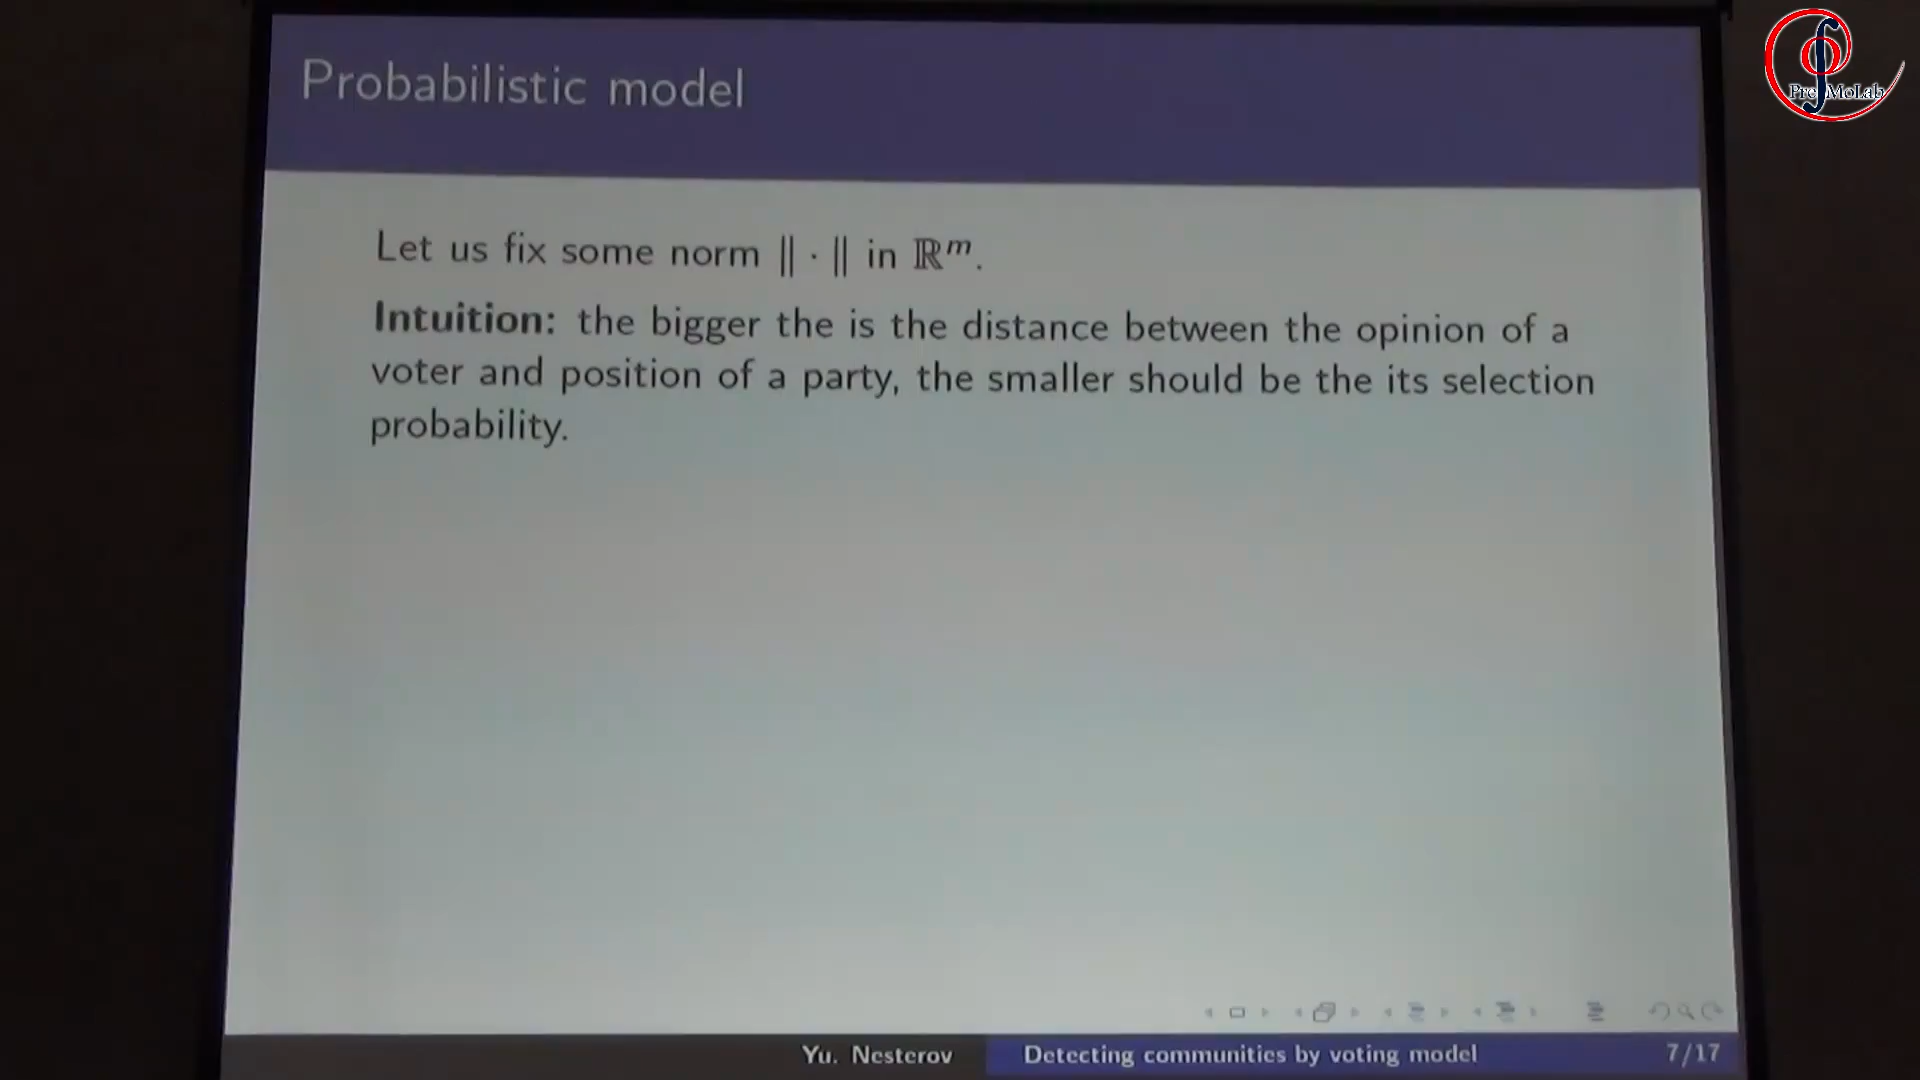 Probabilistic model
PreMoLab
Let us fix some norm ‖ · ‖ in ℝᵐ.
Intuition: the bigger the is the distance between the opinion of a
voter and position of a party, the smaller should be the its selection
probability.
Yu. Nesterov Detecting communities by voting model 7/17